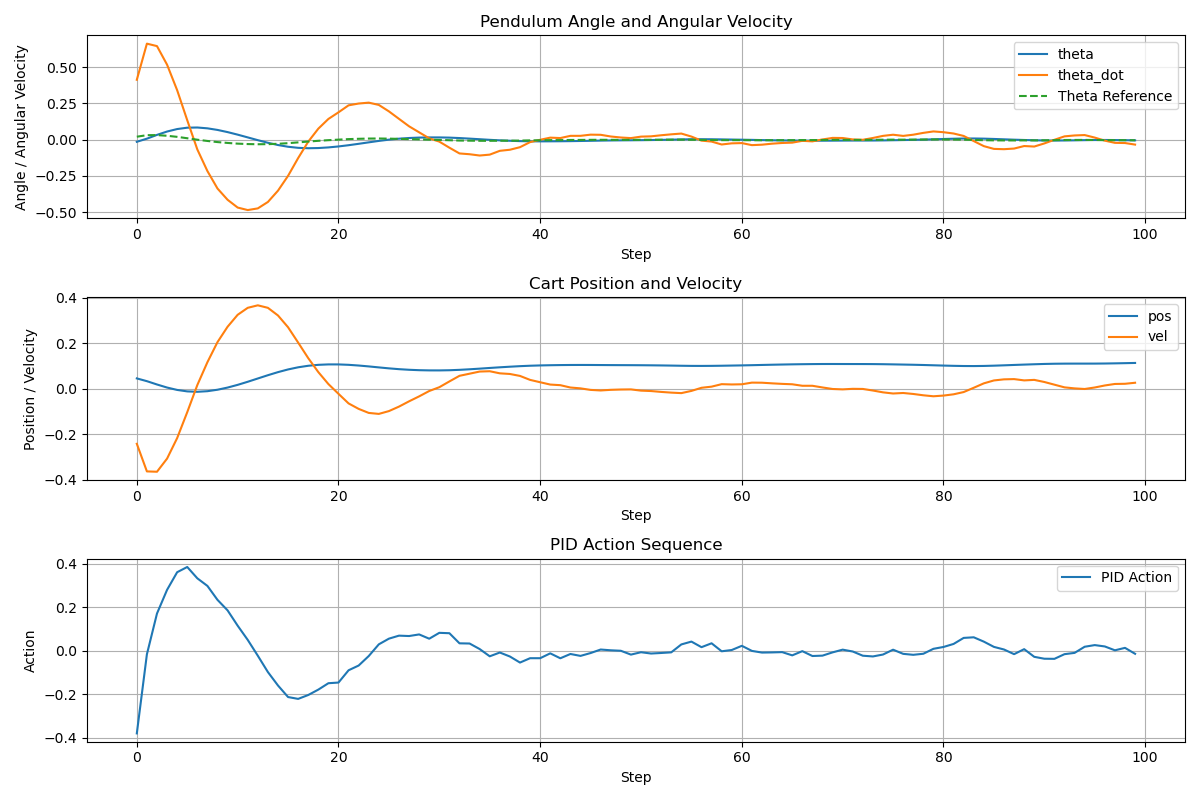 Pendulum Angle and Angular Velocity
Angle / Angular Velocity
0.50
0.25
0.00
−0.25
−0.50
theta
theta_dot
Theta Reference
0 20 40 60 80 100
Step
Cart Position and Velocity
Position / Velocity
0.4
0.2
0.0
−0.2
−0.4
pos
vel
0 20 40 60 80 100
Step
PID Action Sequence
Action
0.4
0.2
0.0
−0.2
−0.4
PID Action
0 20 40 60 80 100
Step